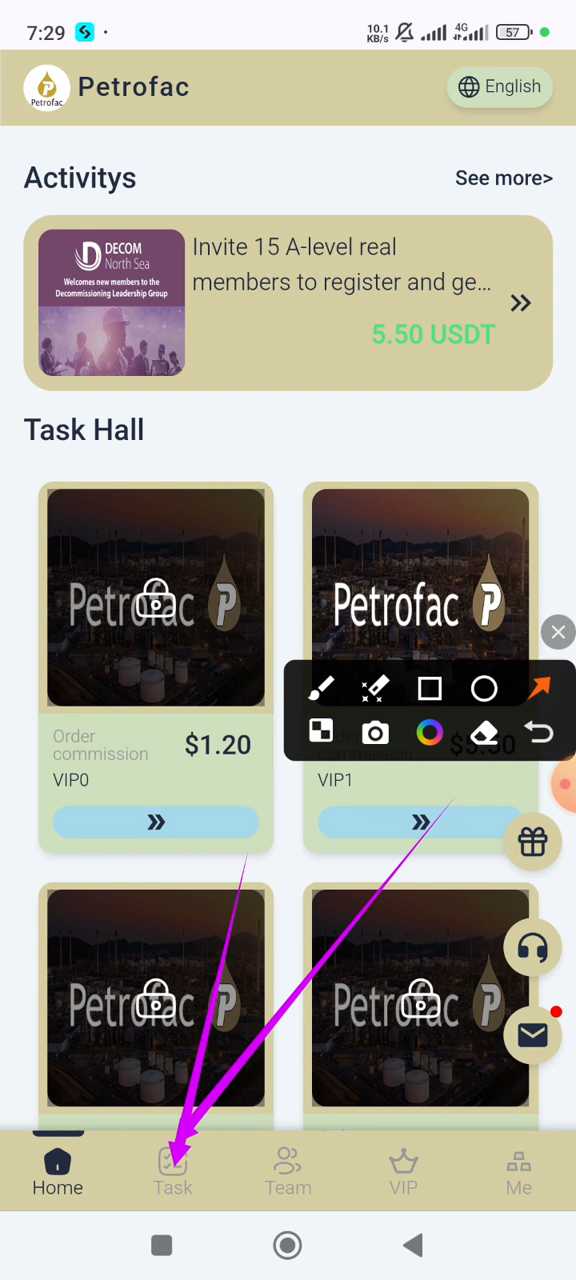 7:29
10.1
KB/s
4G
57
Petrofac
Petrofac
English
Activitys
See more>
DECOM
North Sea
Welcomes new members to the
Decommissioning Leadership Group
Invite 15 A-level real
members to register and ge...
5.50 USDT
Task Hall
Petrofac
Petrofac
Order
commission
$1.20
VIP0
commission
VIP1
Petrofac
Petrofac
Home
Task
Team
VIP
Me